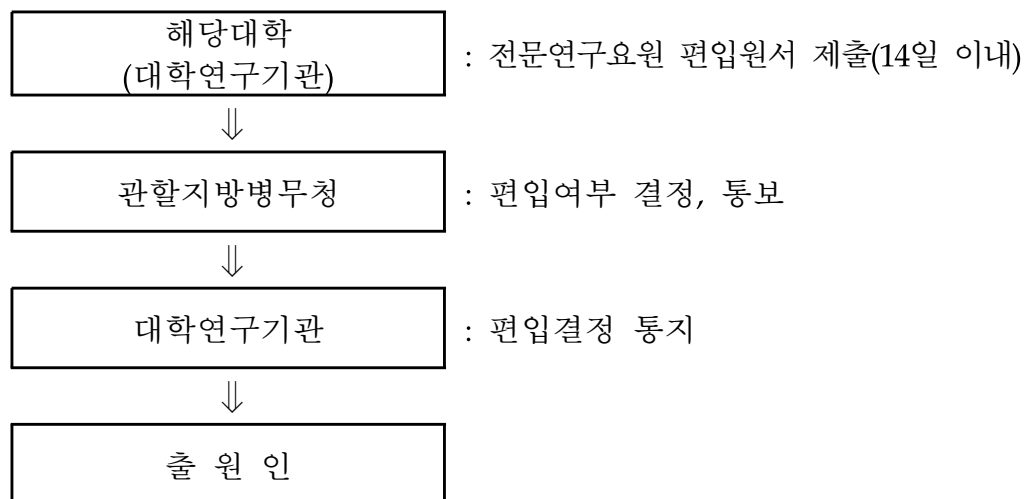 해당대학
(대학연구기관)
: 전문연구요원 편입원서 제출(14일 이내)
⇓
관할지방병무청
: 편입여부 결정, 통보
⇓
대학연구기관
: 편입결정 통지
⇓
출 원 인